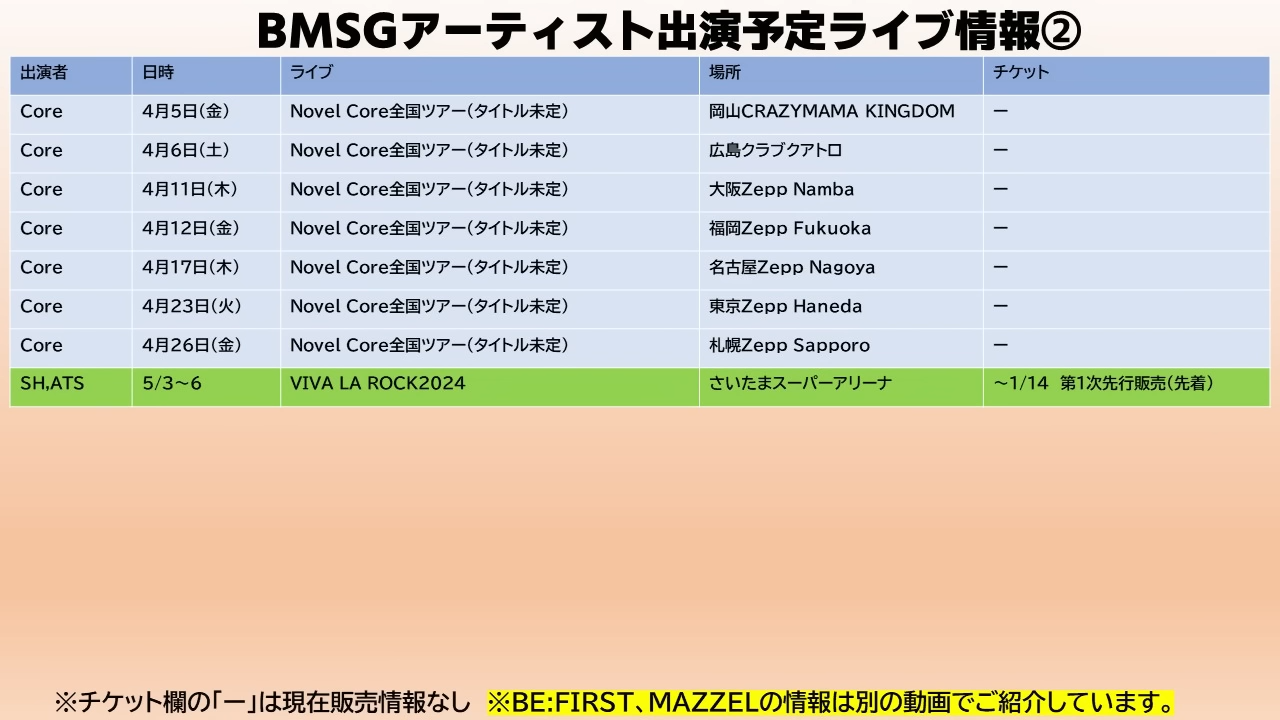 BMSGアーティスト出演予定ライブ情報②
出演者 日時 ライブ 場所 チケット
Core 4月5日(金) Novel Core全国ツアー(タイトル未定) 岡山CRAZYMAMA KINGDOM ー
Core 4月6日(土) Novel Core全国ツアー(タイトル未定) 広島クラブクアトロ ー
Core 4月11日(木) Novel Core全国ツアー(タイトル未定) 大阪Zepp Namba ー
Core 4月12日(金) Novel Core全国ツアー(タイトル未定) 福岡Zepp Fukuoka ー
Core 4月17日(木) Novel Core全国ツアー(タイトル未定) 名古屋Zepp Nagoya ー
Core 4月23日(火) Novel Core全国ツアー(タイトル未定) 東京Zepp Haneda ー
Core 4月26日(金) Novel Core全国ツアー(タイトル未定) 札幌Zepp Sapporo ー
SH,ATS 5/3～6 VIVA LA ROCK2024 さいたまスーパーアリーナ ～1/14 第1次先行販売(先着)
※チケット欄の「ー」は現在販売情報なし ※BE:FIRST、MAZZELの情報は別の動画でご紹介しています。